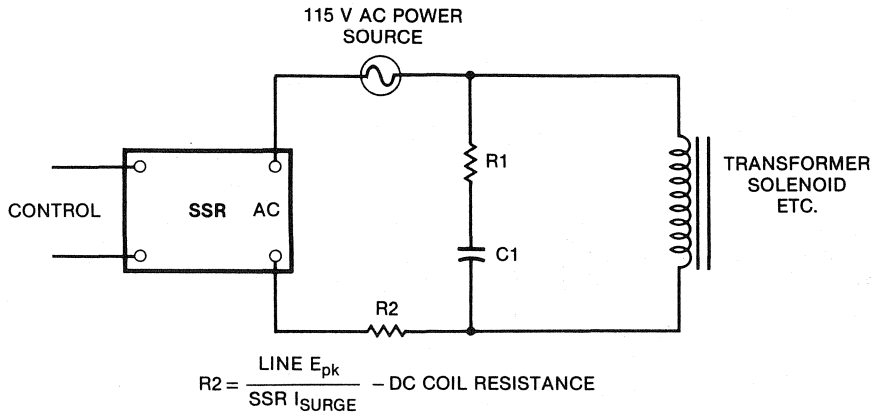 115 V AC POWER
SOURCE
R1
TRANSFORMER
SOLENOID
ETC.
CONTROL
SSR
AC
C1
R2
R2 = LINE E_pk / SSR I_SURGE − DC COIL RESISTANCE